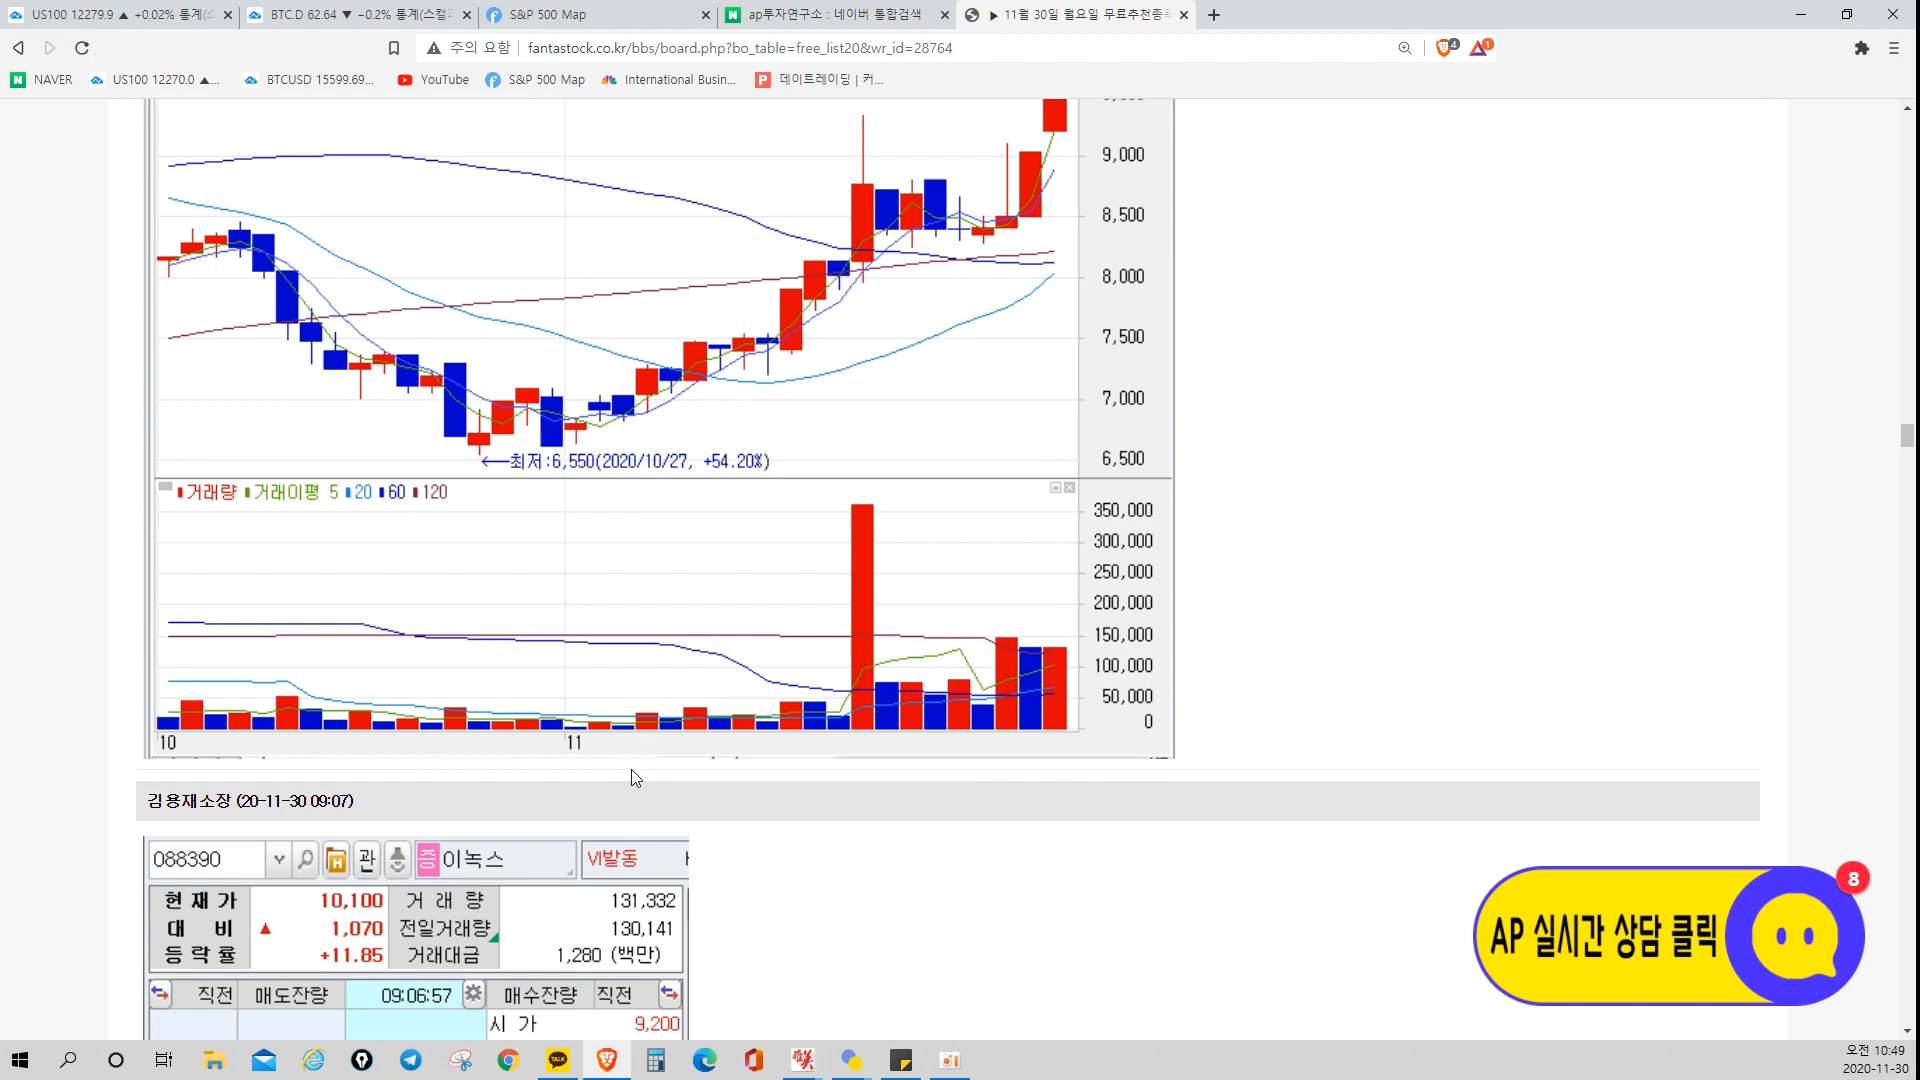 US100 12279.9 ▲ +0.02% 통계(스
BTC.D 62.64 ▼ −0.2% 통계(스캘프
S&P 500 Map
ap투자연구소 : 네이버 통합검색
▶ 11월 30일 월요일 무료추천종목
주의 요함
fantastock.co.kr/bbs/board.php?bo_table=free_list20&wr_id=28764
4
1
NAVER
US100 12270.0 ▲...
BTCUSD 15599.69...
YouTube
S&P 500 Map
International Busin...
데이트레이딩 | 커...
9,000
8,500
8,000
7,500
7,000
6,500
←최저:6,550(2020/10/27, +54.20%)
거래량 거래이평 5 20 60 120
350,000
300,000
250,000
200,000
150,000
100,000
50,000
0
10
11
김용재소장 (20-11-30 09:07)
088390
관
증 이녹스
VI발동
현 재 가 10,100 거 래 량 131,332
대 비 ▲ 1,070 전일거래량 130,141
등 락 률 +11.85 거래대금 1,280 (백만)
직전 매도잔량 09:06:57 매수잔량 직전
시 가 9,200
AP 실시간 상담 클릭
8
TALK
오전 10:49
2020-11-30